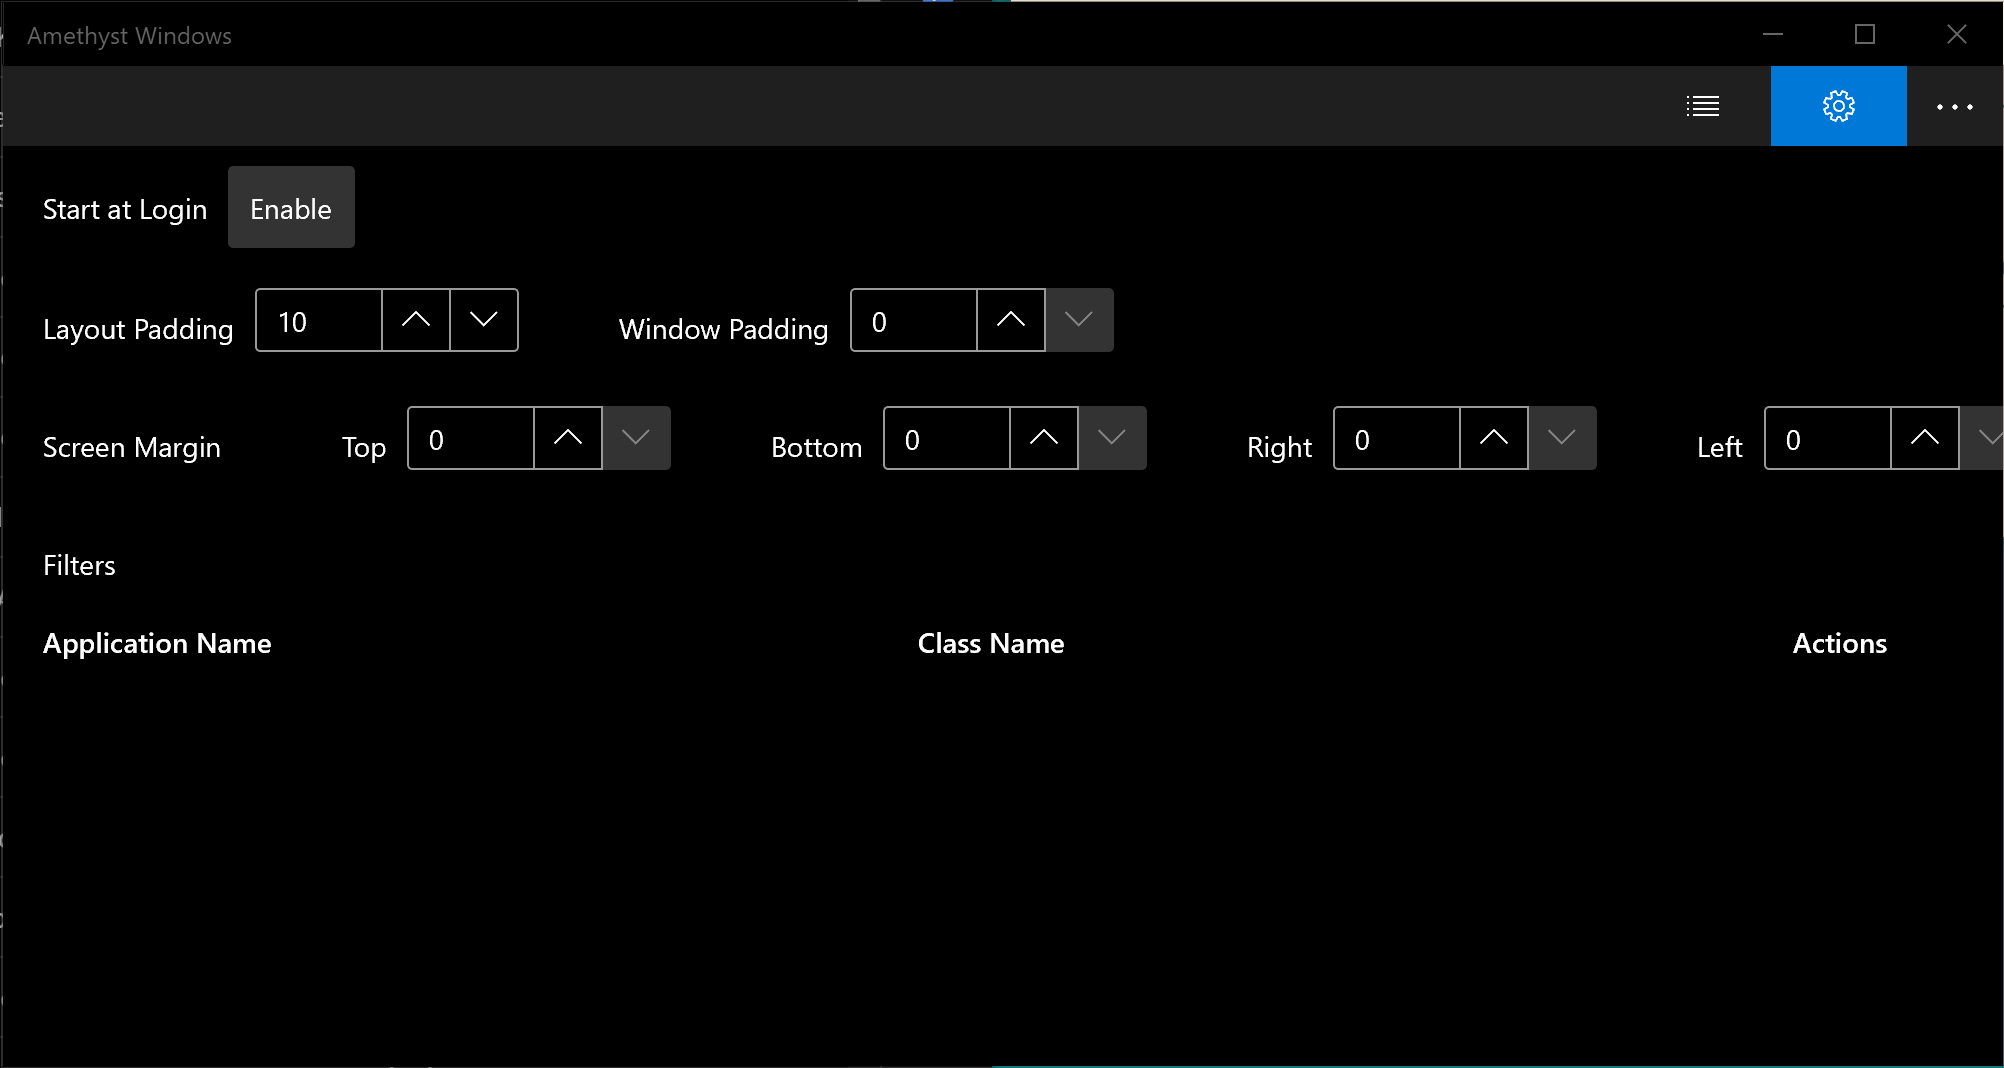 Amethyst Windows
Start at Login Enable
Layout Padding 10 Window Padding 0
Screen Margin Top 0 Bottom 0 Right 0 Left 0
Filters
Application Name Class Name Actions